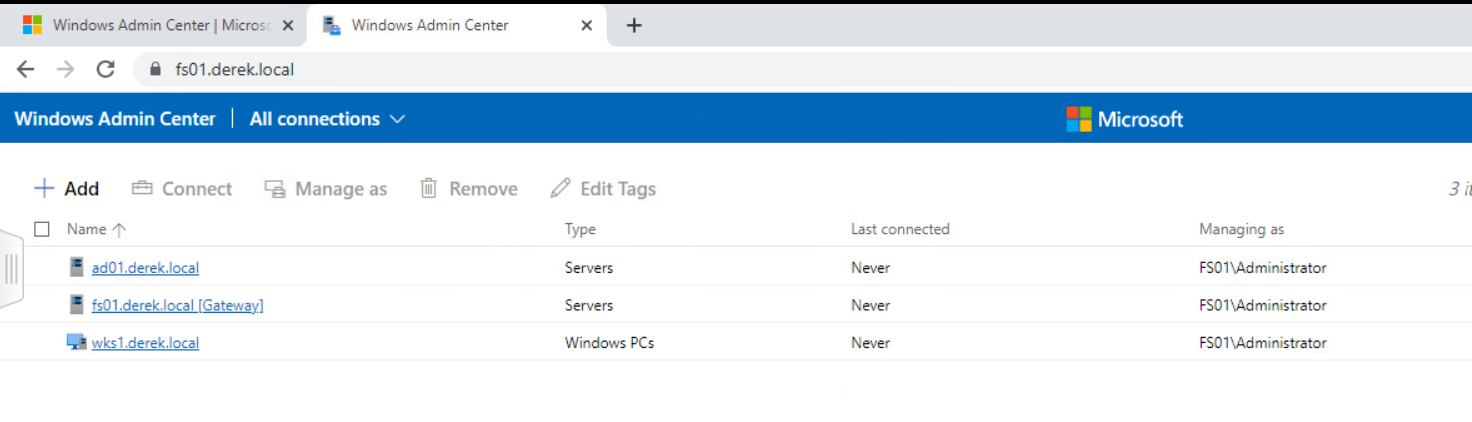 Windows Admin Center | Microsc Windows Admin Center
fs01.derek.local
Windows Admin Center All connections Microsoft
Add Connect Manage as Remove Edit Tags 3 it
Name Type Last connected Managing as
ad01.derek.local Servers Never FS01\Administrator
fs01.derek.local [Gateway] Servers Never FS01\Administrator
wks1.derek.local Windows PCs Never FS01\Administrator